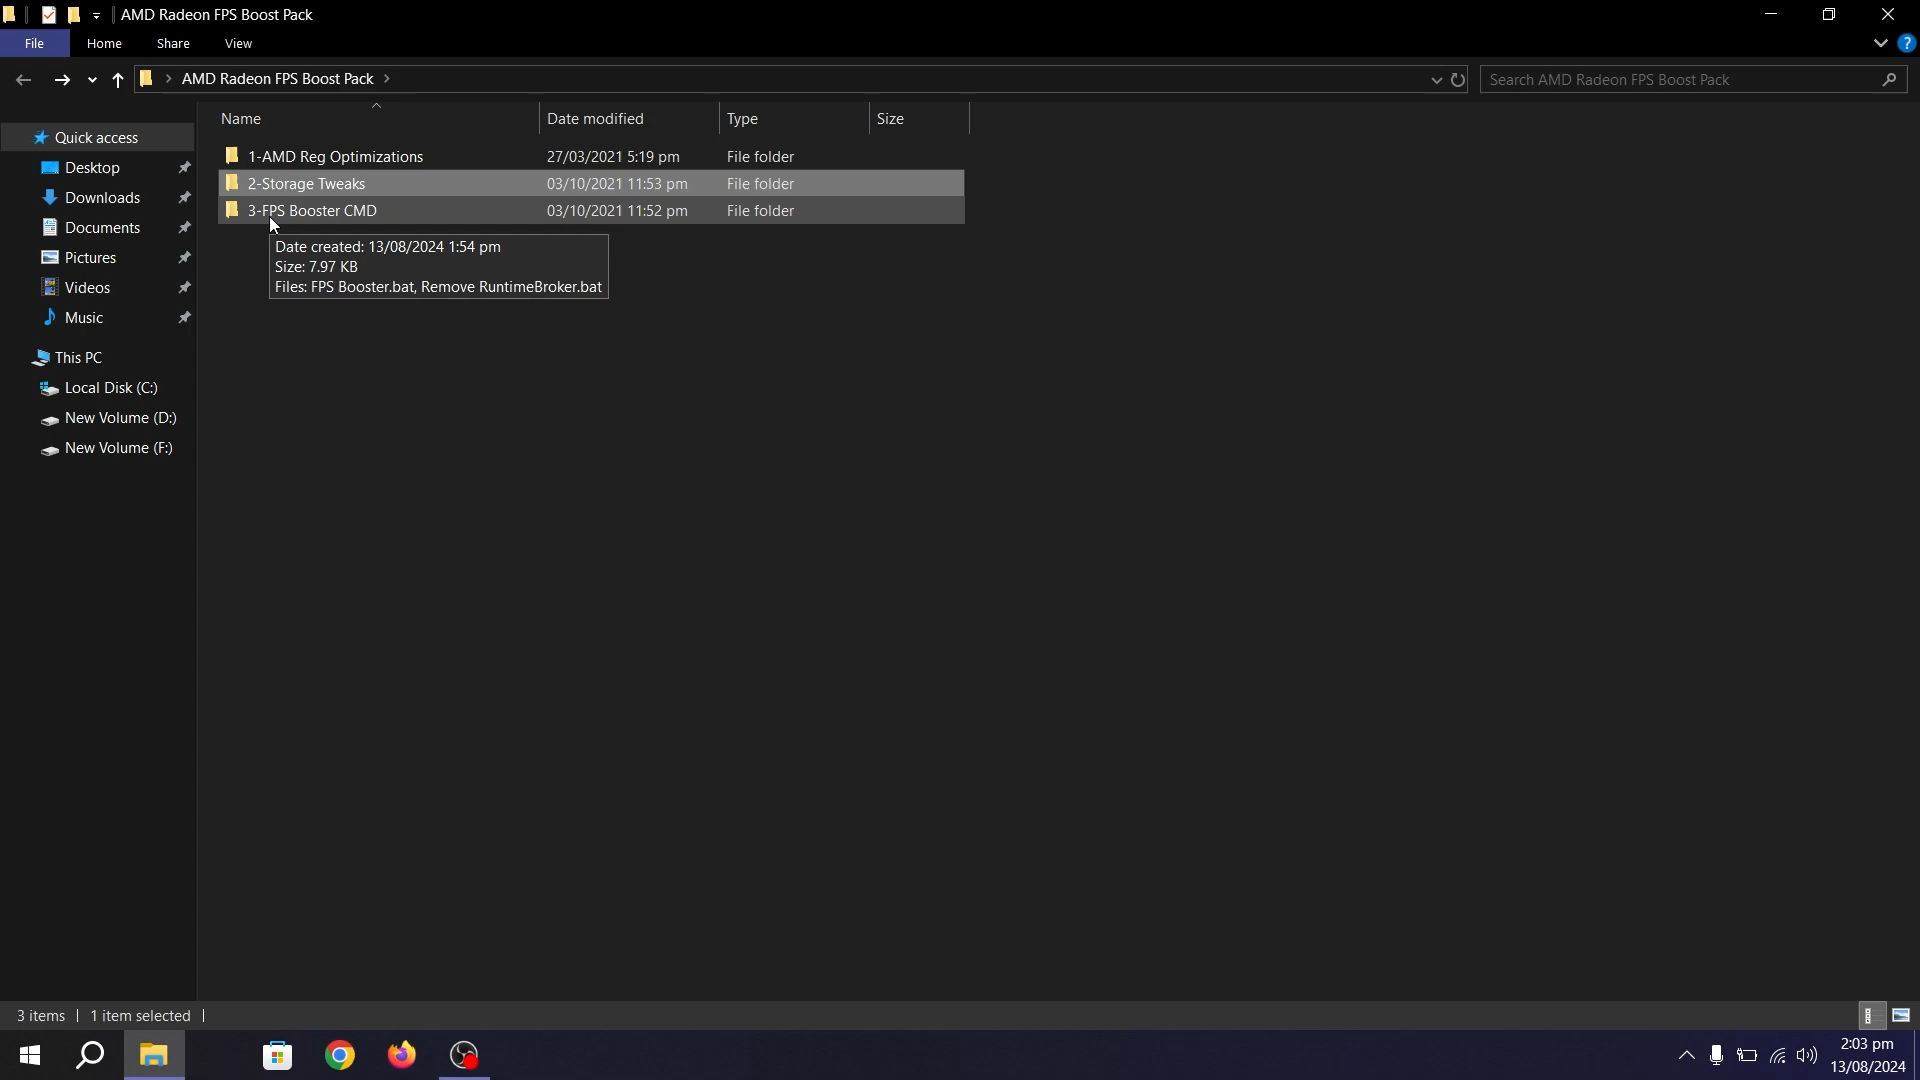 AMD Radeon FPS Boost Pack
File Home Share View
AMD Radeon FPS Boost Pack
Search AMD Radeon FPS Boost Pack
Name Date modified Type Size
Quick access
Desktop
Downloads
Documents
Pictures
Videos
Music
This PC
Local Disk (C:)
New Volume (D:)
New Volume (F:)
1-AMD Reg Optimizations 27/03/2021 5:19 pm File folder
2-Storage Tweaks 03/10/2021 11:53 pm File folder
3-FPS Booster CMD 03/10/2021 11:52 pm File folder
Date created: 13/08/2024 1:54 pm
Size: 7.97 KB
Files: FPS Booster.bat, Remove RuntimeBroker.bat
3 items 1 item selected
2:03 pm
13/08/2024